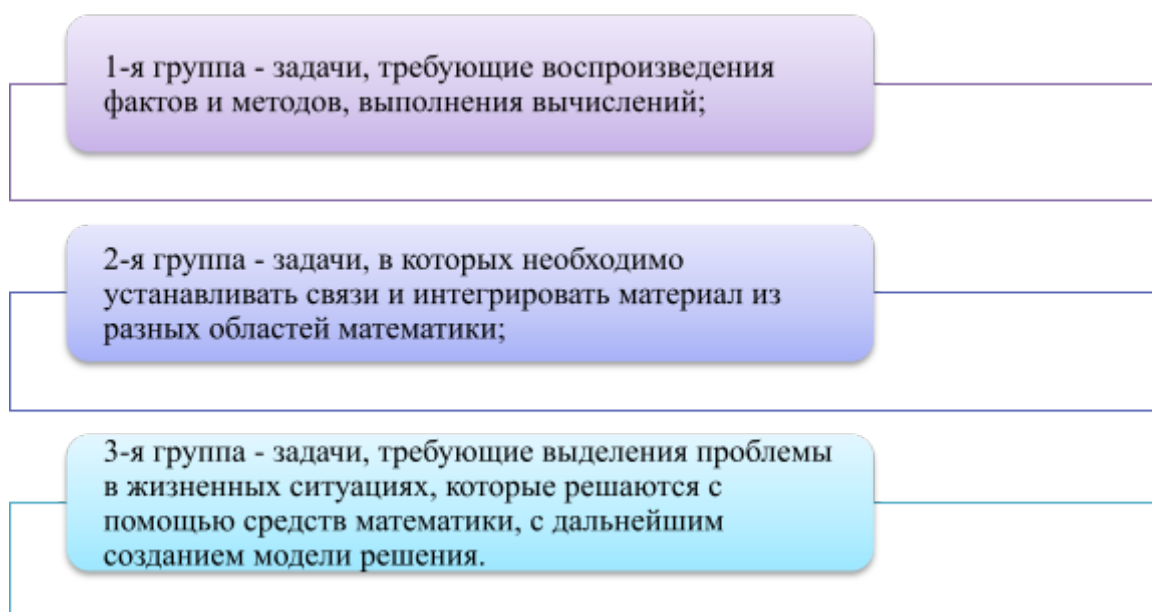 1-я группа - задачи, требующие воспроизведения
фактов и методов, выполнения вычислений;
2-я группа - задачи, в которых необходимо
устанавливать связи и интегрировать материал из
разных областей математики;
3-я группа - задачи, требующие выделения проблемы
в жизненных ситуациях, которые решаются с
помощью средств математики, с дальнейшим
созданием модели решения.